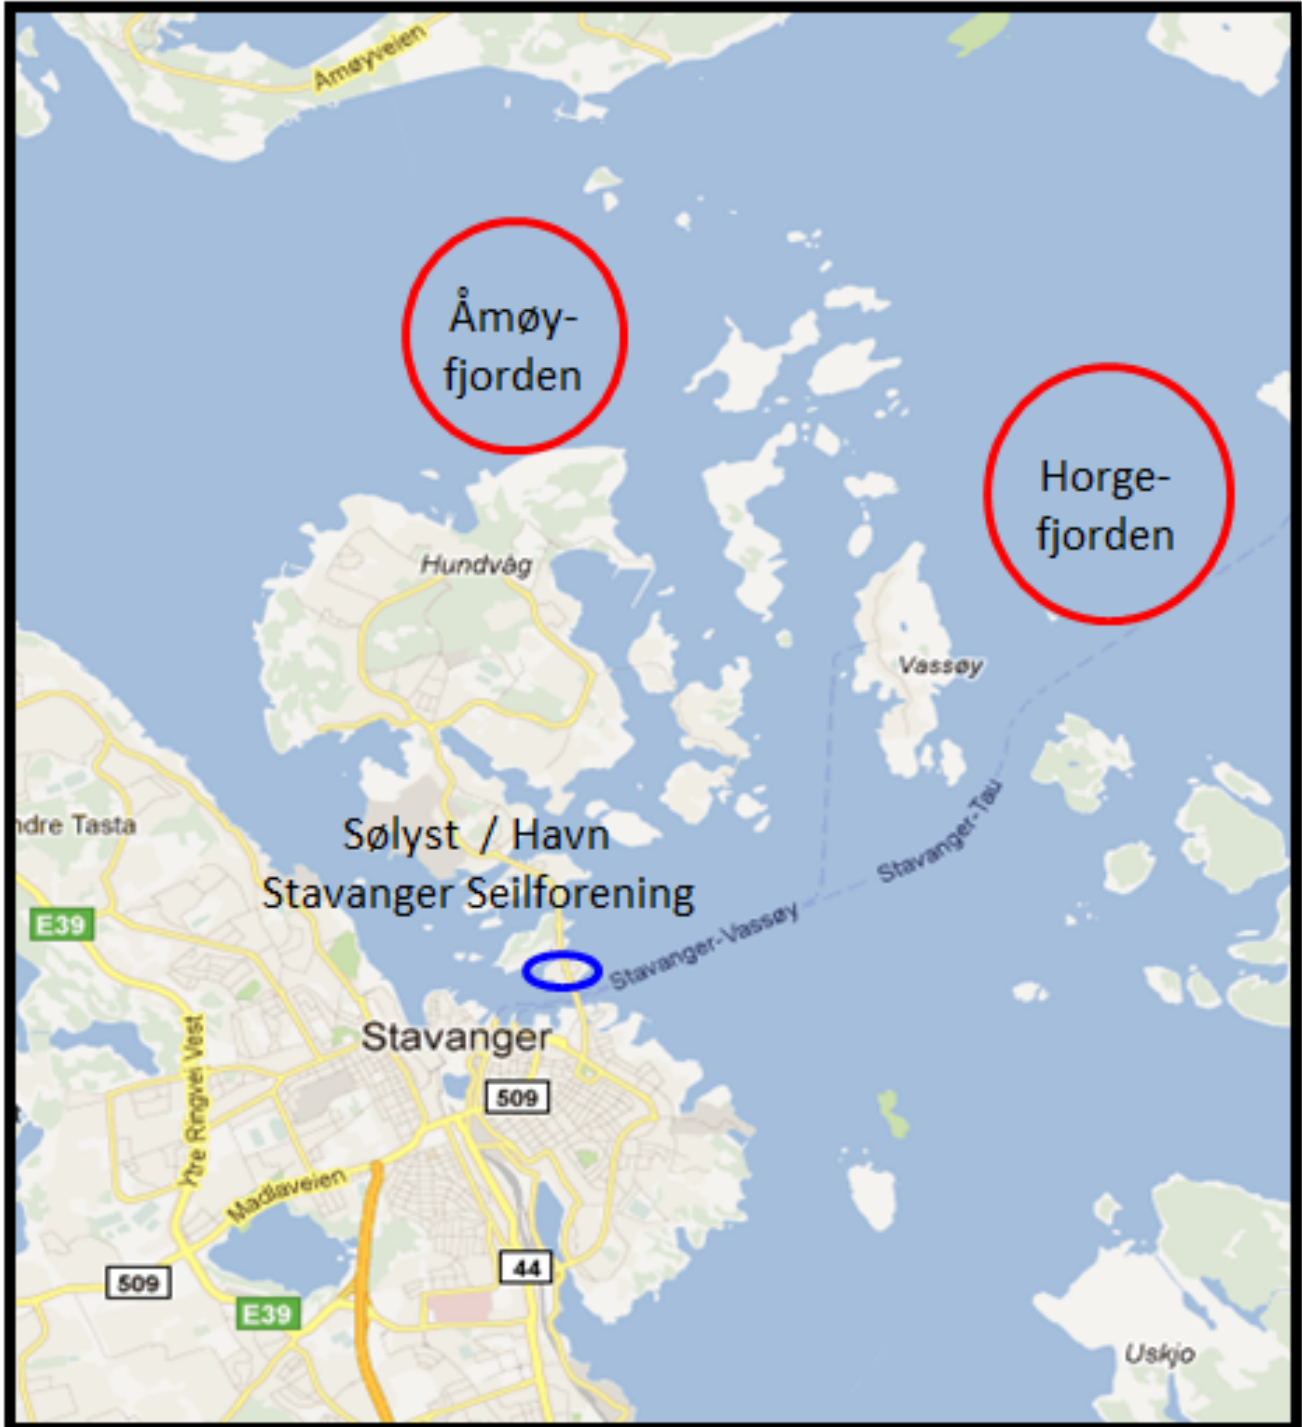 Åmøyveien
Åmøy-
fjorden
Horge-
fjorden
Hundvåg
Vassøy
ndre Tasta
Sølyst / Havn
Stavanger Seilforening
Stavanger-Tau
E39
Stavanger-Vassøy
Stavanger
509
Ytre Ringvei Vest
Madlaveien
44
509
E39
Uskjo